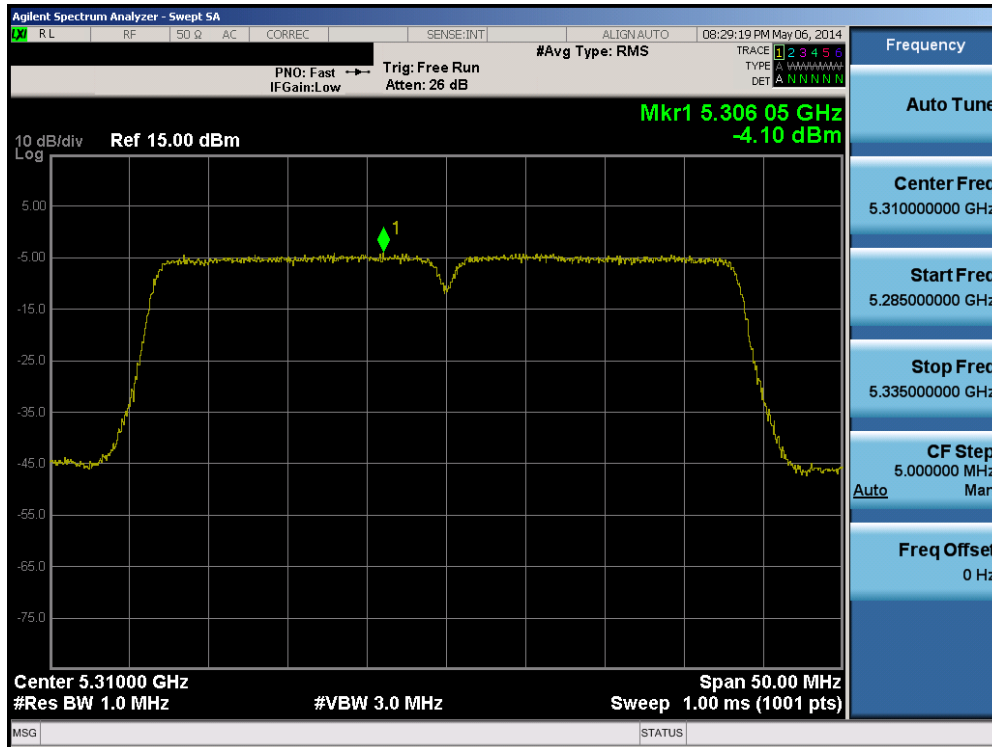 Agilent Spectrum Analyzer - Swept SA
LXI RL RF 50 Ω AC CORREC SENSE:INT ALIGN AUTO 08:29:19 PM May 06, 2014
#Avg Type: RMS TRACE 1 2 3 4 5 6
PNO: Fast Trig: Free Run TYPE A WWWWW
IFGain:Low Atten: 26 dB DET A N N N N N
Mkr1 5.306 05 GHz
-4.10 dBm
10 dB/div Ref 15.00 dBm
Log
1
5.00
-5.00
-15.0
-25.0
-35.0
-45.0
-55.0
-65.0
-75.0
Center 5.31000 GHz Span 50.00 MHz
#Res BW 1.0 MHz #VBW 3.0 MHz Sweep 1.00 ms (1001 pts)
MSG STATUS
Frequency
Auto Tune
Center Freq
5.310000000 GHz
Start Freq
5.285000000 GHz
Stop Freq
5.335000000 GHz
CF Step
5.000000 MHz
Auto Man
Freq Offset
0 Hz